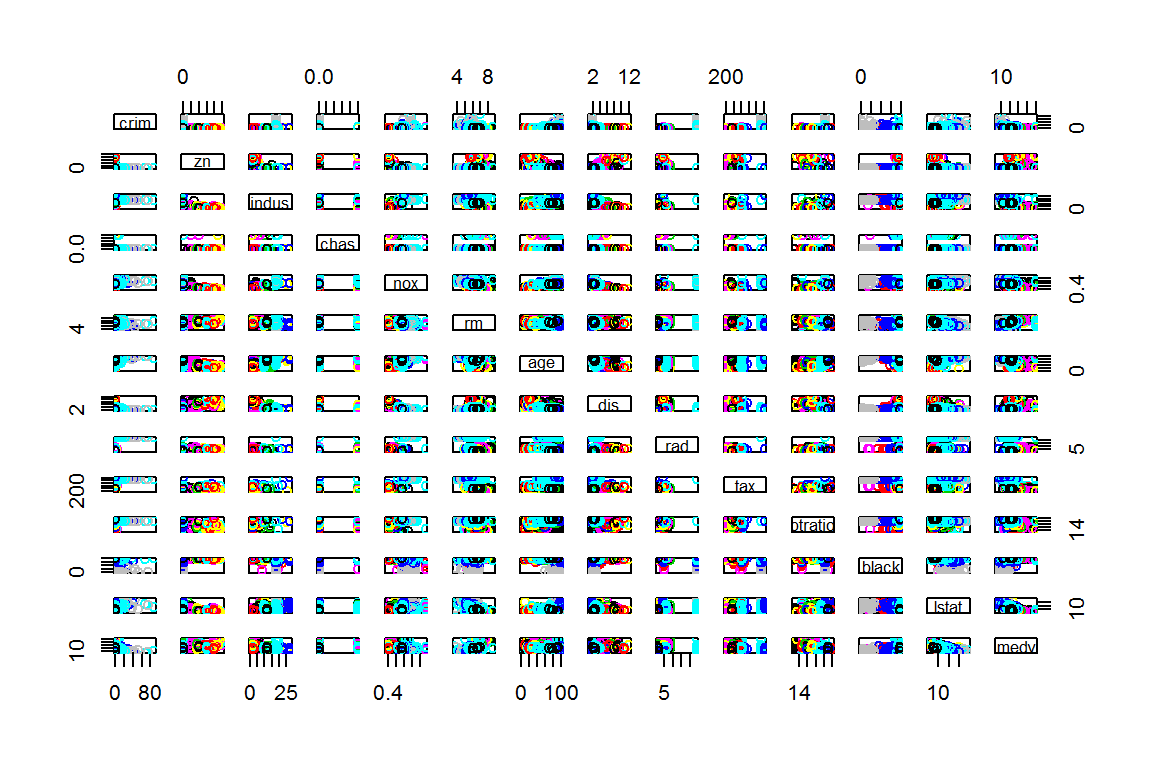 0 0.0 4 8 2 12 200 0 10
crim 0
0 zn
indus 0
0.0 chas
nox 0.4
4 rm
age 0
2 dis
rad 5
200 tax
ptratio 14
0 black
lstat 10
10 medv
0 80 0 25 0.4 0 100 5 14 10